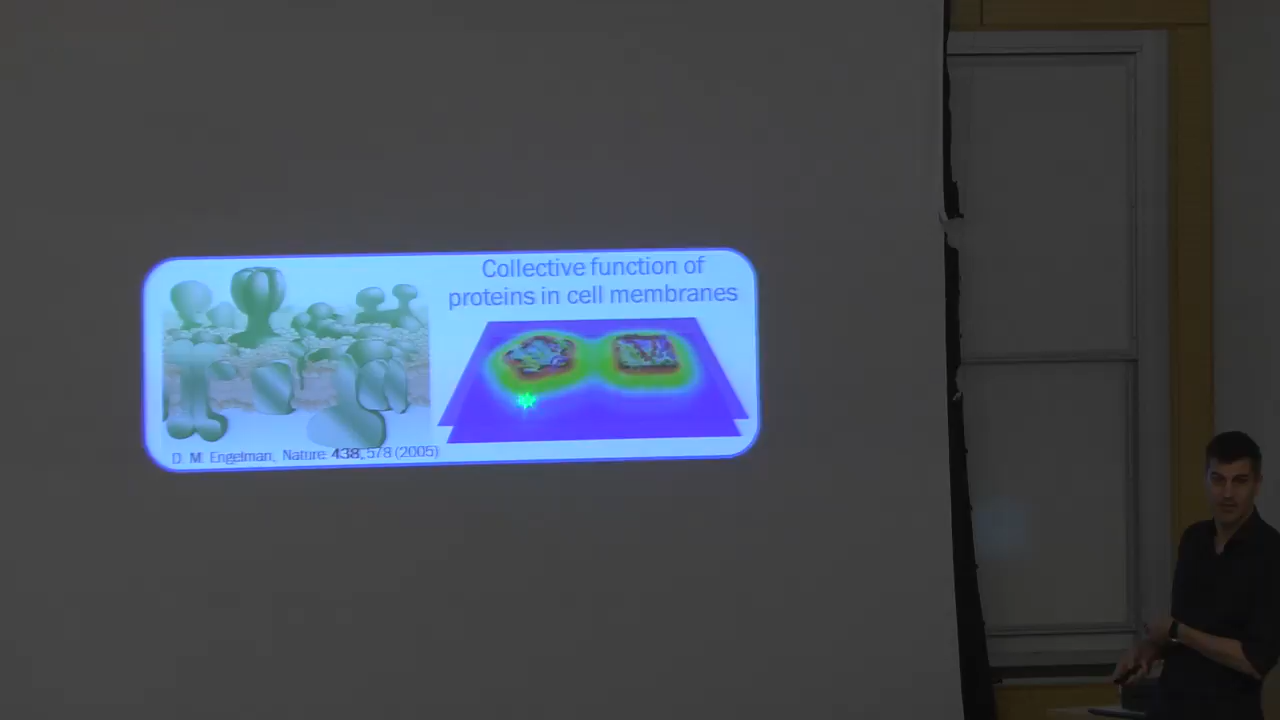 Collective function of
proteins in cell membranes
D. M. Engelman, Nature 438, 578 (2005)